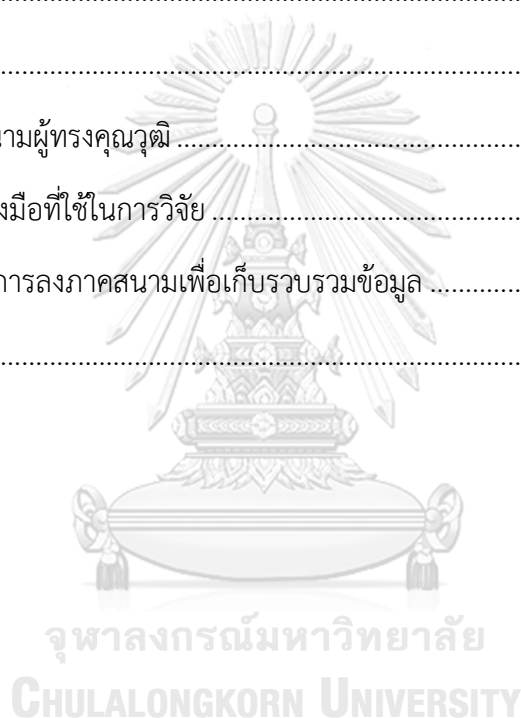 ................................................................................
................................................................................
นามผู้ทรงคุณวุฒิ ......................................................
งมือที่ใช้ในการวิจัย ................................................
การลงภาคสนามเพื่อเก็บรวบรวมข้อมูล .............
................................................................................
จุฬาลงกรณ์มหาวิทยาลัย
CHULALONGKORN UNIVERSITY